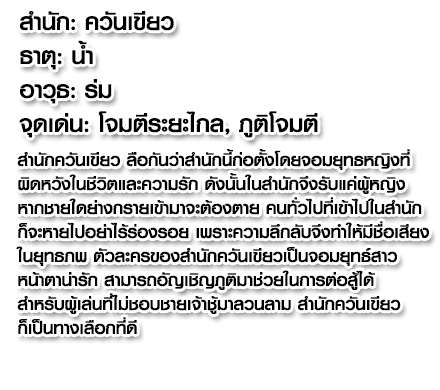 สำนัก: ควันเขียว
ธาตุ: น้ำ
อาวุธ: ร่ม
จุดเด่น: โจมตีระยะไกล, ภูติโจมตี
สำนักควันเขียว ลือกันว่าสำนักนี้ก่อตั้งโดยจอมยุทธหญิงที่
ผิดหวังในชีวิตและความรัก ดังนั้นในสำนักจึงรับแค่ผู้หญิง
หากชายใดย่างกรายเข้ามาจะต้องตาย คนทั่วไปที่เข้าไปในสำนัก
ก็จะหายไปอย่าไร้ร่องรอย เพราะความลึกลับจึงทำให้มีชื่อเสียง
ในยุทธภพ ตัวละครของสำนักควันเขียวเป็นจอมยุทธ์สาว
หน้าตาน่ารัก สามารถอัญเชิญภูติมาช่วยในการต่อสู้ได้
สำหรับผู้เล่นที่ไม่ชอบชายเจ้าชู้มาลวนลาม สำนักควันเขียว
ก็เป็นทางเลือกที่ดี